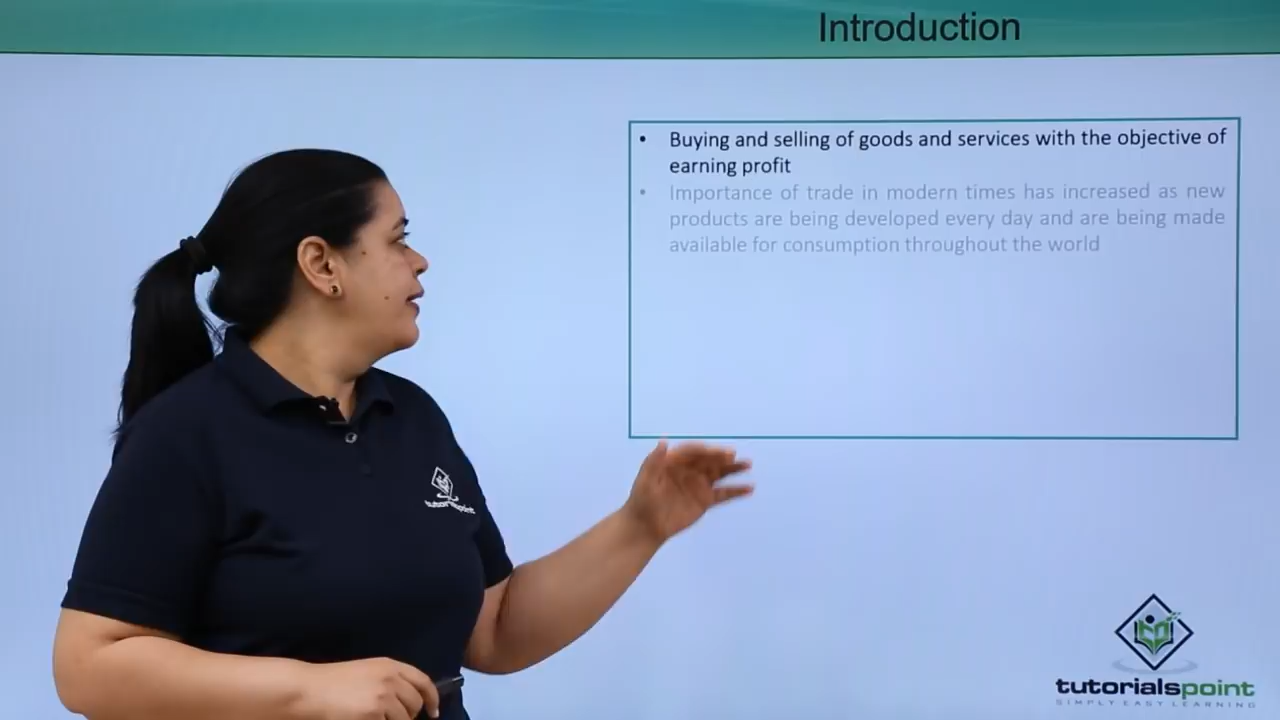 Introduction
• Buying and selling of goods and services with the objective of
earning profit
• Importance of trade in modern times has increased as new
products are being developed every day and are being made
available for consumption throughout the world
tutorialspoint
tutorialspoint
SIMPLY EASY LEARNING